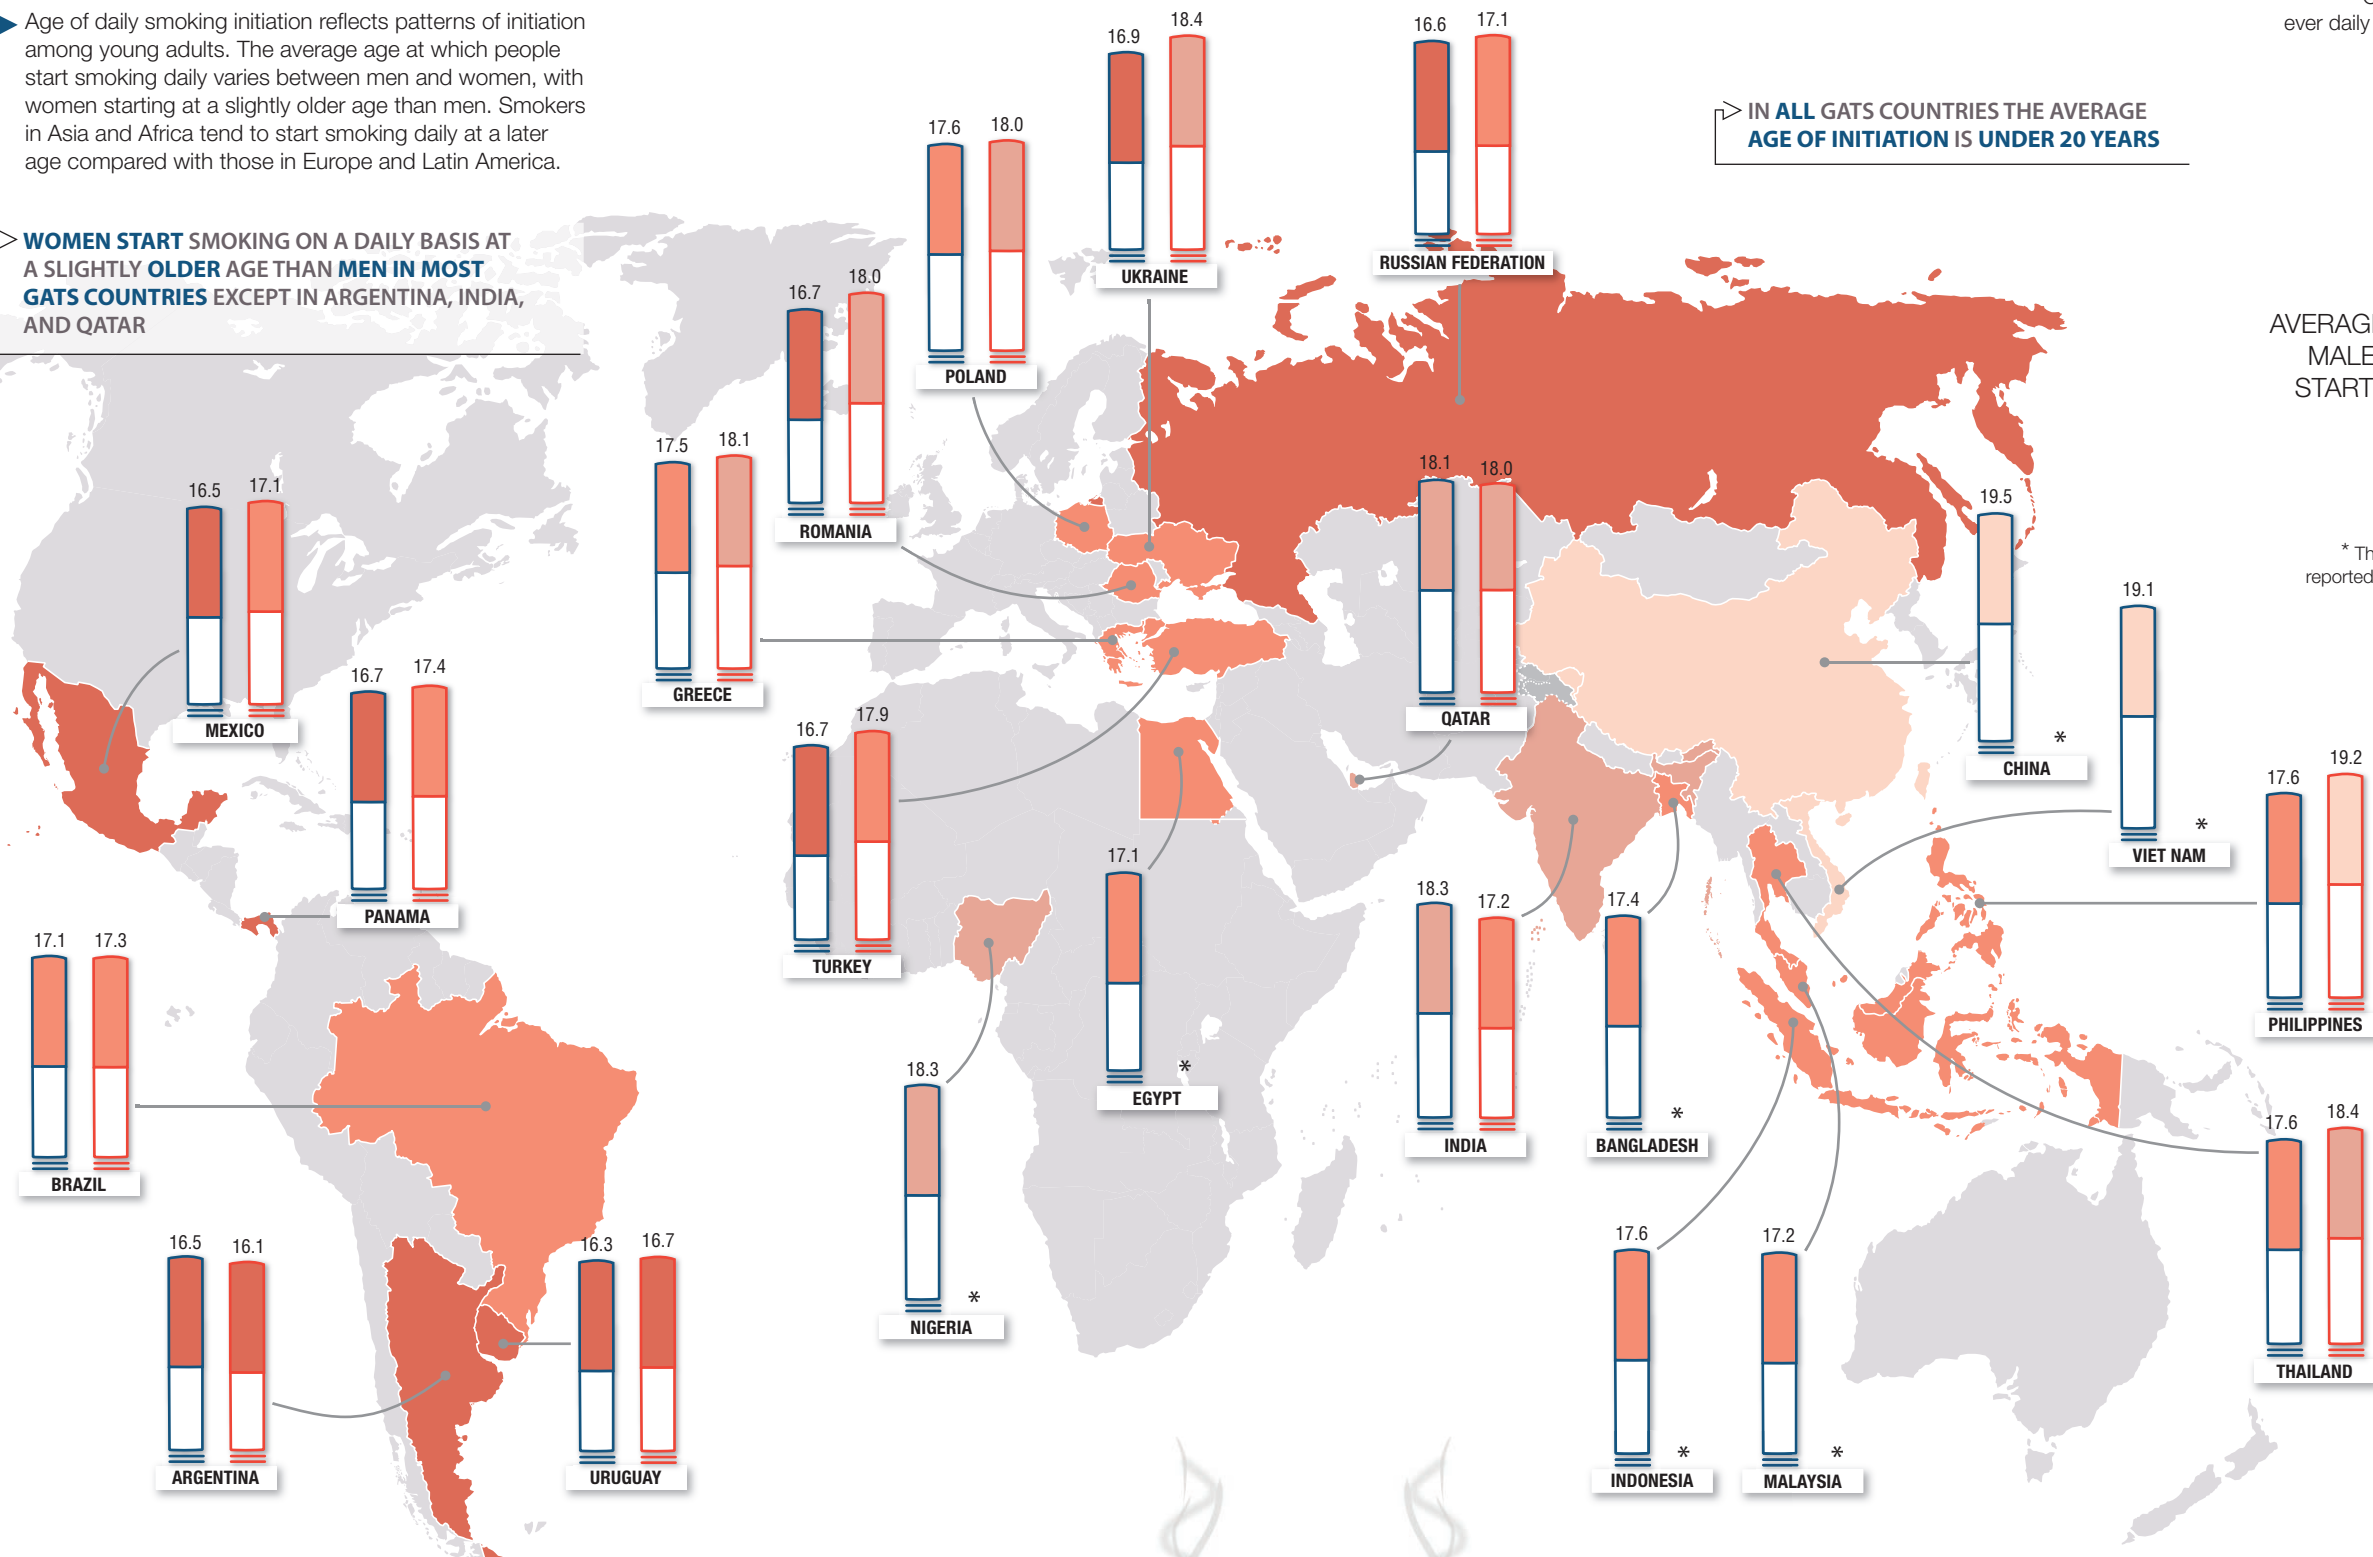 Age of daily smoking initiation reflects patterns of initiation
among young adults. The average age at which people
start smoking daily varies between men and women, with
women starting at a slightly older age than men. Smokers
in Asia and Africa tend to start smoking daily at a later
age compared with those in Europe and Latin America.
WOMEN START SMOKING ON A DAILY BASIS AT
A SLIGHTLY OLDER AGE THAN MEN IN MOST
GATS COUNTRIES EXCEPT IN ARGENTINA, INDIA,
AND QATAR
ever daily
IN ALL GATS COUNTRIES THE AVERAGE
AGE OF INITIATION IS UNDER 20 YEARS
MALE
START
*
reported
16.9 18.4
UKRAINE
16.6 17.1
RUSSIAN FEDERATION
17.6 18.0
POLAND
16.7 18.0
ROMANIA
17.5 18.1
GREECE
16.5 17.1
MEXICO
16.7 17.4
PANAMA
16.7 17.9
TURKEY
18.1 18.0
QATAR
19.5
*
CHINA
19.1
*
VIET NAM
17.6 19.2
PHILIPPINES
17.1 17.3
BRAZIL
17.1
*
EGYPT
18.3
*
NIGERIA
18.3 17.2
INDIA
17.4
*
BANGLADESH
17.6 18.4
THAILAND
16.5 16.1
ARGENTINA
16.3 16.7
URUGUAY
17.6
*
INDONESIA
17.2
*
MALAYSIA